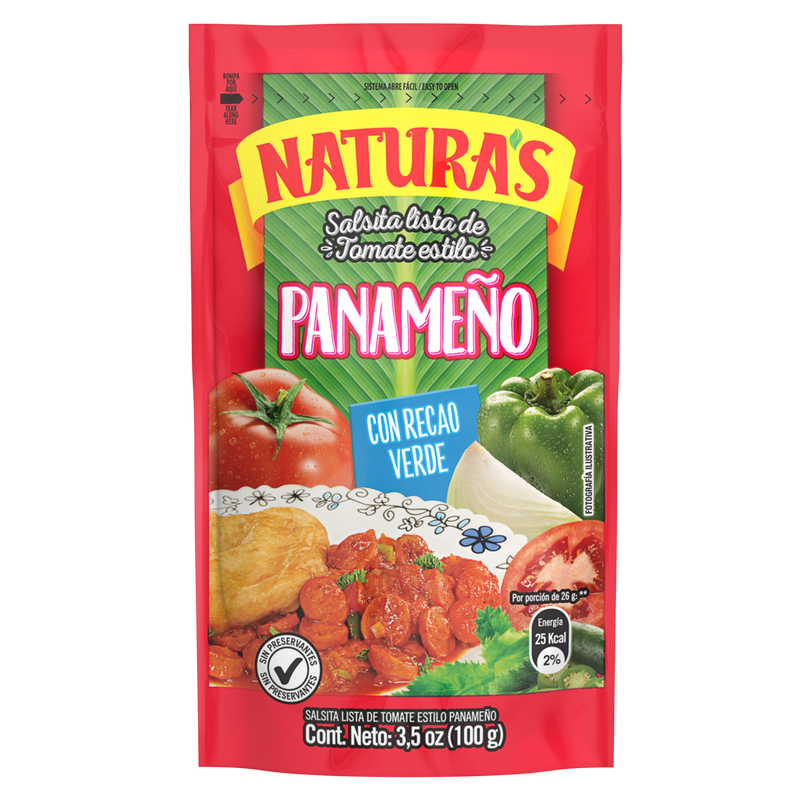 ROMPA
POR
AQUÍ
TEAR
ALONG
HERE
SISTEMA ABRE FÁCIL / EASY TO OPEN
NATURA'S
Salsita lista de
Tomate estilo
PANAMEÑO
CON RECAO
VERDE
FOTOGRAFÍA ILUSTRATIVA
Por porción de 26 g: **
Energía
25 Kcal
2%
SIN PRESERVANTES
SIN PRESERVANTES
SALSITA LISTA DE TOMATE ESTILO PANAMEÑO
Cont. Neto: 3,5 oz (100 g)